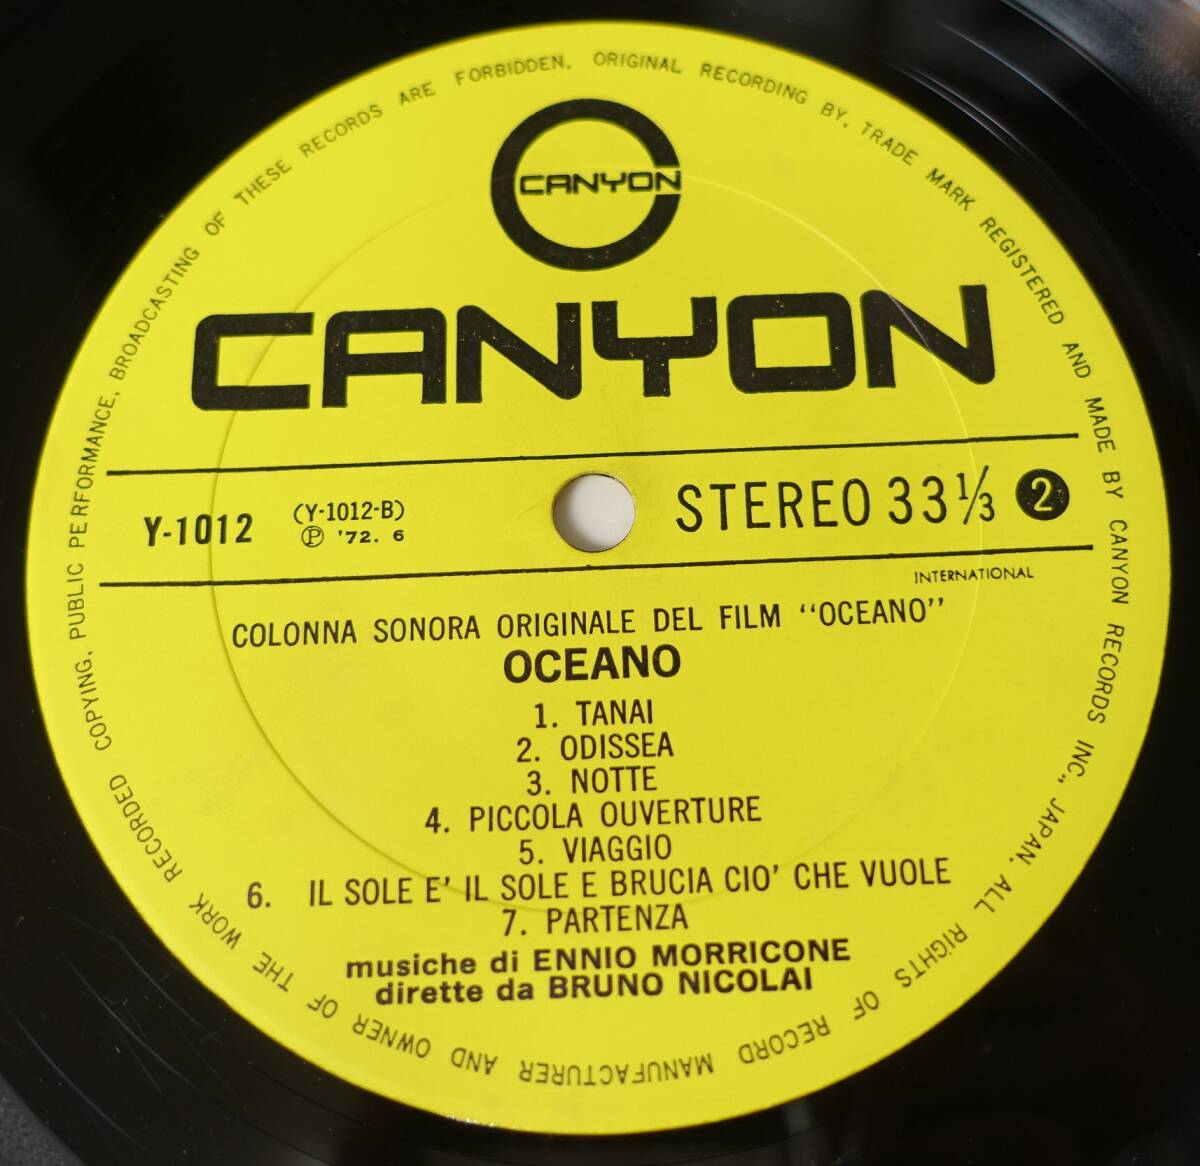 CANYON
CANYON
Y-1012
(Y-1012-B)
Ⓟ '72. 6
STEREO 33 1/3 2
INTERNATIONAL
COLONNA SONORA ORIGINALE DEL FILM "OCEANO"
OCEANO
1. TANAI
2. ODISSEA
3. NOTTE
4. PICCOLA OUVERTURE
5. VIAGGIO
6. IL SOLE E' IL SOLE E BRUCIA CIO' CHE VUOLE
7. PARTENZA
musiche di ENNIO MORRICONE
dirette da BRUNO NICOLAI
ORIGINAL RECORDING BY. TRADE MARK REGISTERED AND MADE BY CANYON RECORDS INC., JAPAN. ALL RIGHTS OF RECORD MANUFACTURER AND OWNER OF THE WORK RECORDED COPYING, PUBLIC PERFORMANCE, BROADCASTING OF THESE RECORDS ARE FORBIDDEN.